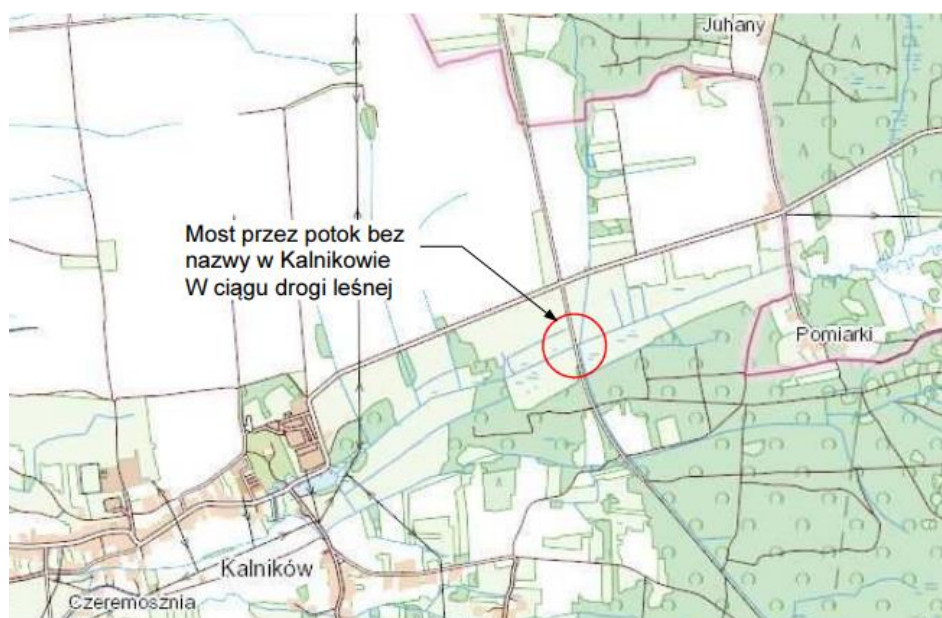 Juhany
Most przez potok bez
nazwy w Kalnikowie
W ciągu drogi leśnej
Pomiarki
Kalników
Czeremosznia